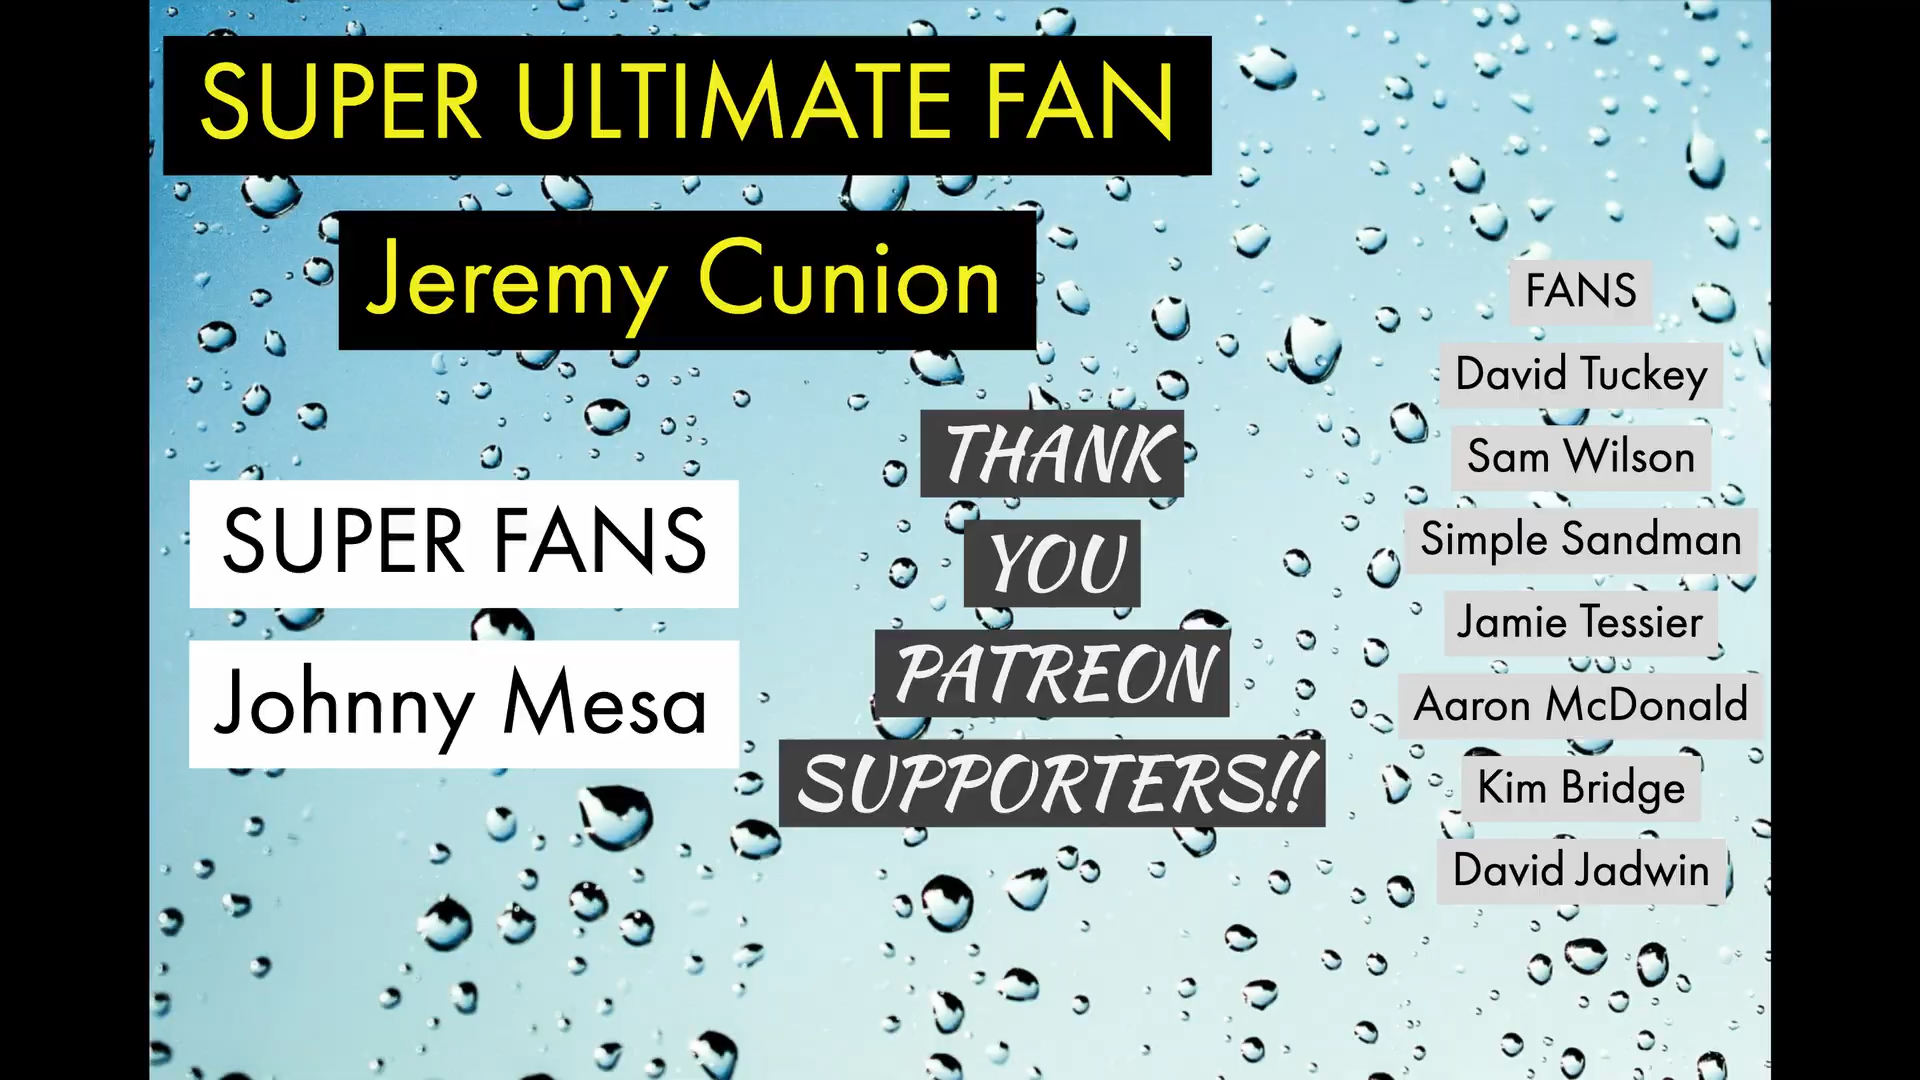 SUPER ULTIMATE FAN
Jeremy Cunion
SUPER FANS
Johnny Mesa
THANK
YOU
PATREON
SUPPORTERS!!
FANS
David Tuckey
Sam Wilson
Simple Sandman
Jamie Tessier
Aaron McDonald
Kim Bridge
David Jadwin